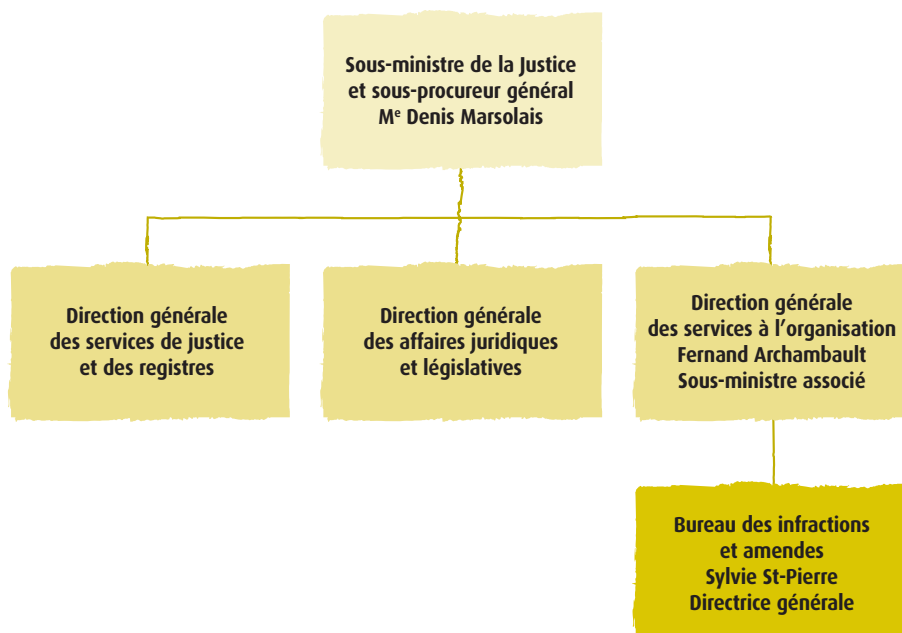 Sous-ministre de la Justice
et sous-procureur général
Mᵉ Denis Marsolais
Direction générale
des services de justice
et des registres
Direction générale
des affaires juridiques
et législatives
Direction générale
des services à l’organisation
Fernand Archambault
Sous-ministre associé
Bureau des infractions
et amendes
Sylvie St-Pierre
Directrice générale